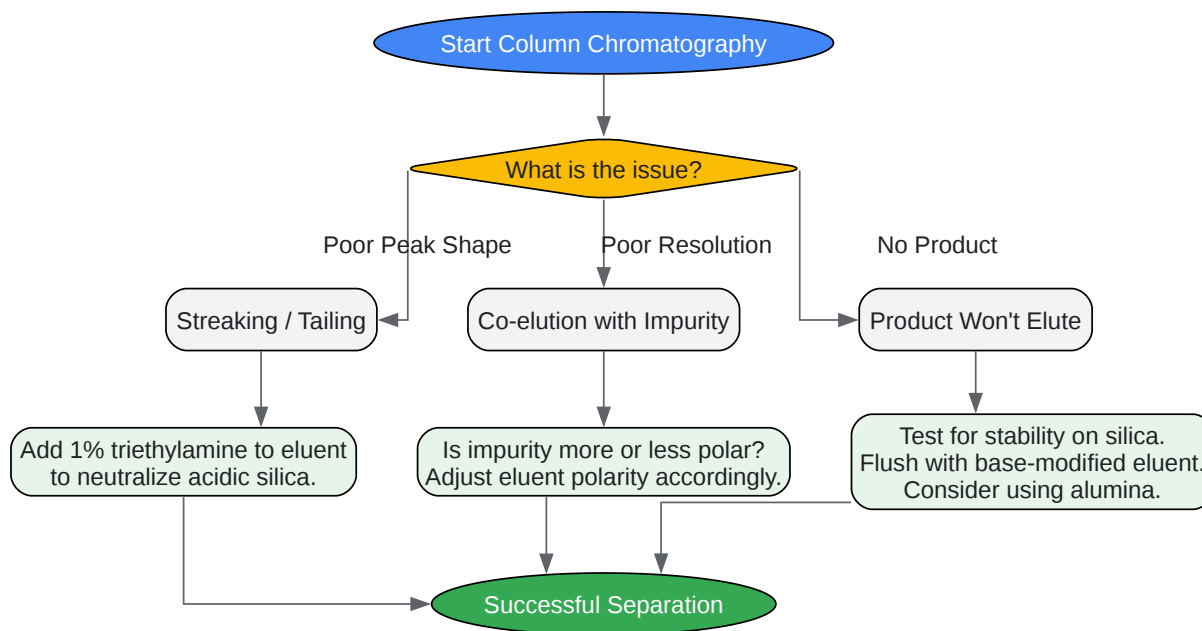 Start Column Chromatography
What is the issue?
Poor Peak Shape
Poor Resolution
No Product
Streaking / Tailing
Co-elution with Impurity
Product Won't Elute
Add 1% triethylamine to eluent
to neutralize acidic silica.
Is impurity more or less polar?
Adjust eluent polarity accordingly.
Test for stability on silica.
Flush with base-modified eluent.
Consider using alumina.
Successful Separation